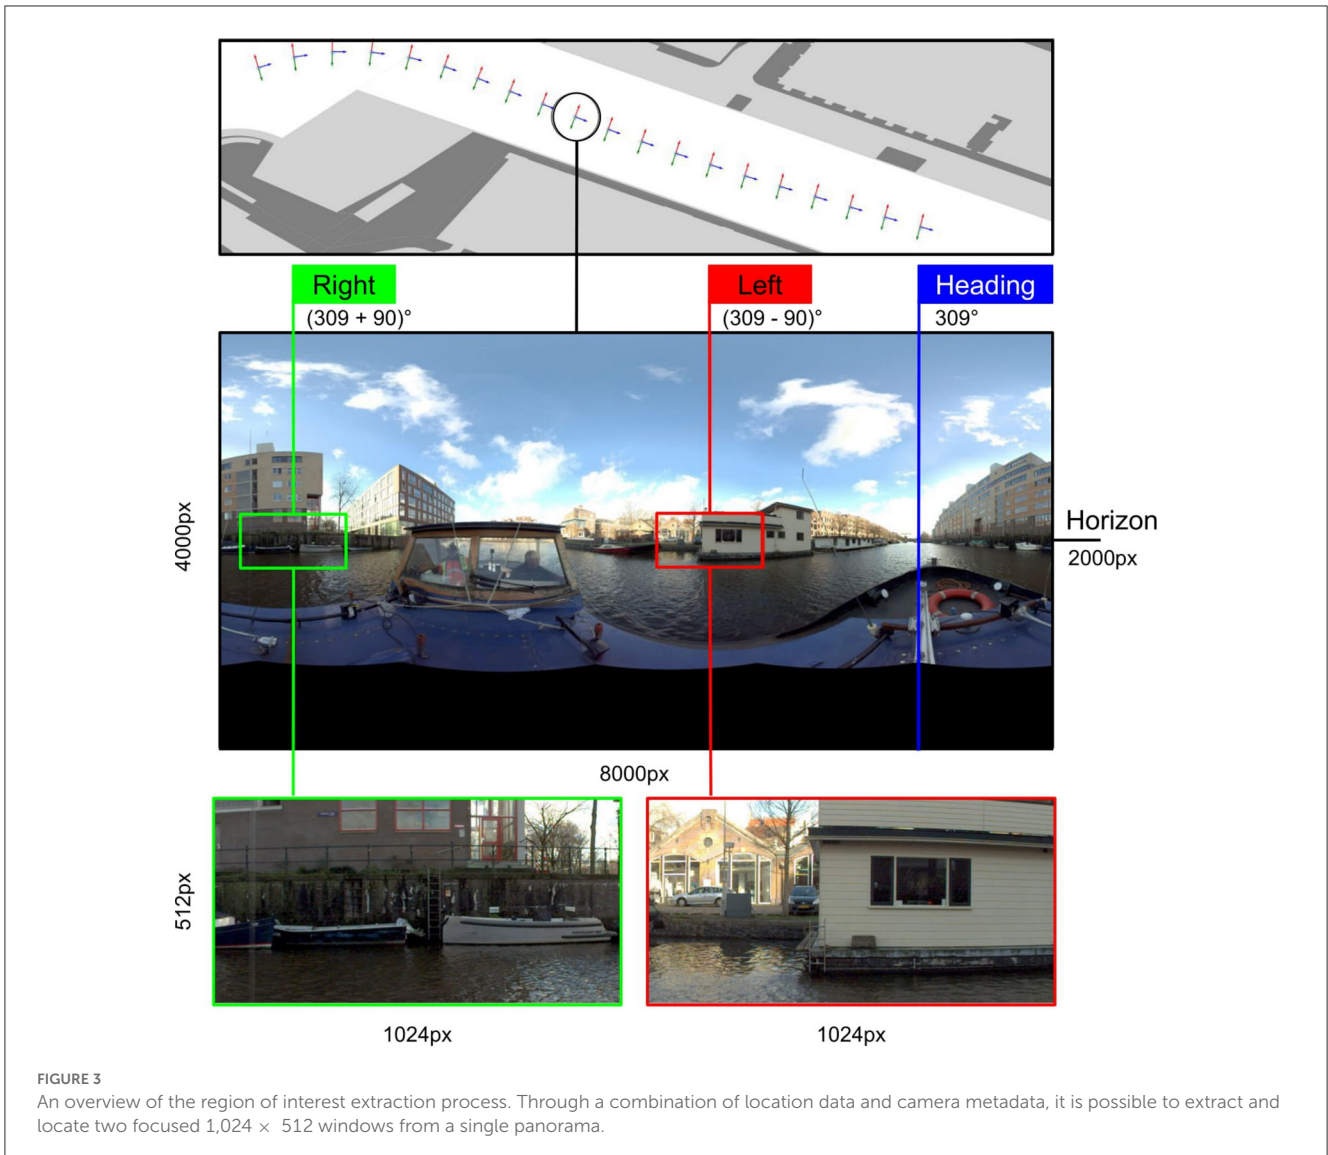 Right
Left
Heading
(309 + 90)°
(309 - 90)°
309°
4000px
Horizon
2000px
8000px
512px
1024px
1024px
FIGURE 3
An overview of the region of interest extraction process. Through a combination of location data and camera metadata, it is possible to extract and
locate two focused 1,024 × 512 windows from a single panorama.